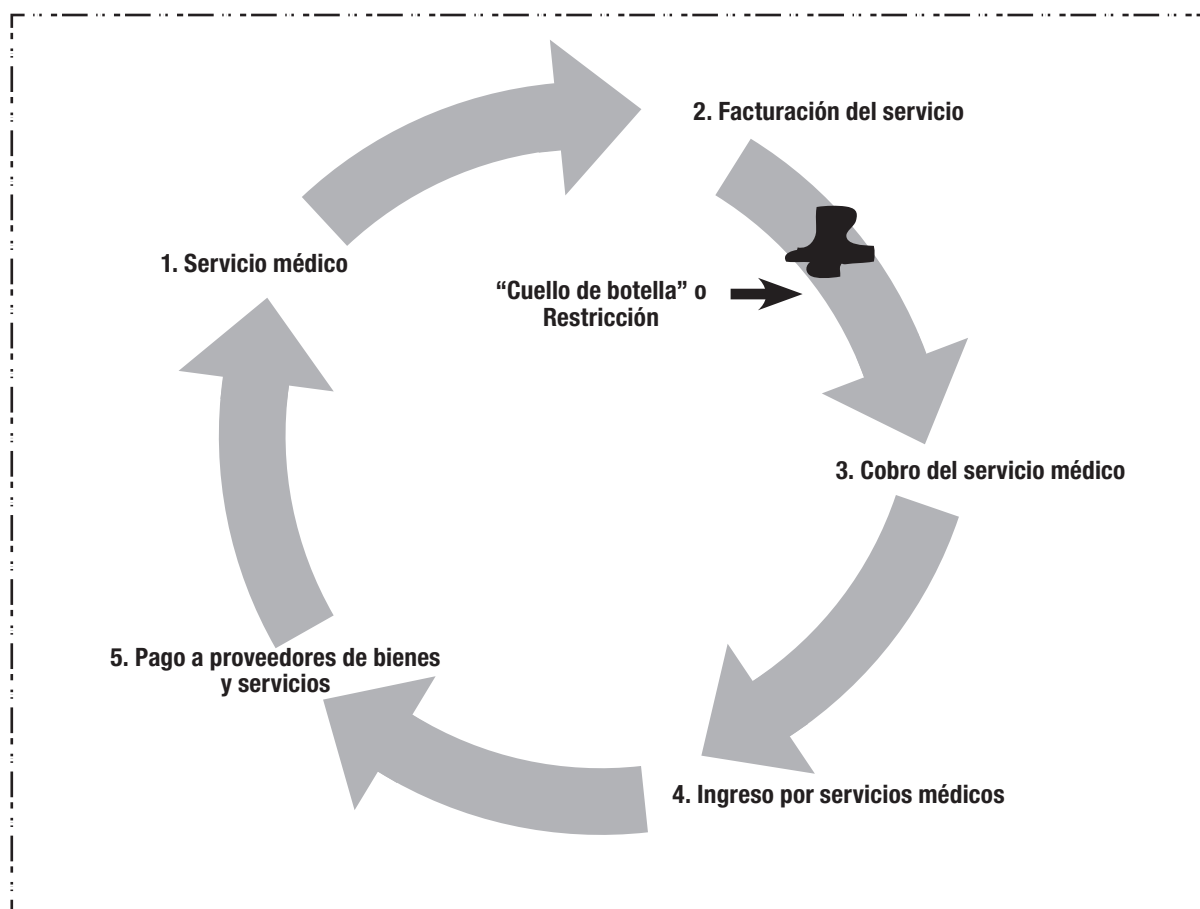 2. Facturación del servicio
1. Servicio médico
“Cuello de botella” o
Restricción
3. Cobro del servicio médico
5. Pago a proveedores de bienes
y servicios
4. Ingreso por servicios médicos